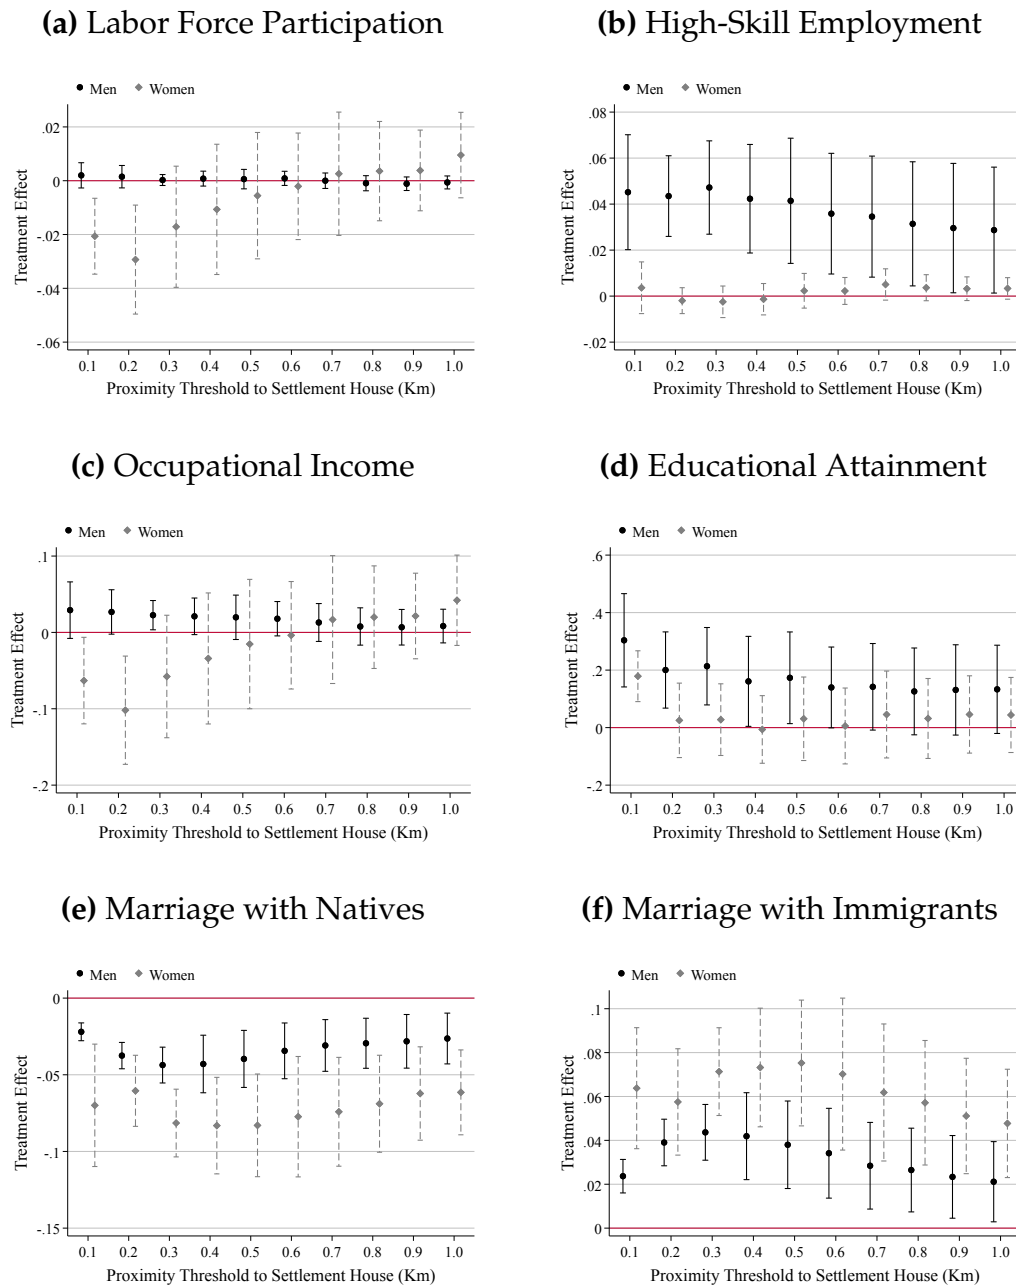 (a) Labor Force Participation
Men Women
Treatment Effect
.02
0
-.02
-.04
-.06
0.1 0.2 0.3 0.4 0.5 0.6 0.7 0.8 0.9 1.0
Proximity Threshold to Settlement House (Km)
(b) High-Skill Employment
Men Women
Treatment Effect
.08
.06
.04
.02
0
-.02
0.1 0.2 0.3 0.4 0.5 0.6 0.7 0.8 0.9 1.0
Proximity Threshold to Settlement House (Km)
(c) Occupational Income
Men Women
Treatment Effect
.1
0
-.1
-.2
0.1 0.2 0.3 0.4 0.5 0.6 0.7 0.8 0.9 1.0
Proximity Threshold to Settlement House (Km)
(d) Educational Attainment
Men Women
Treatment Effect
.6
.4
.2
0
-.2
0.1 0.2 0.3 0.4 0.5 0.6 0.7 0.8 0.9 1.0
Proximity Threshold to Settlement House (Km)
(e) Marriage with Natives
Men Women
Treatment Effect
0
-.05
-.1
-.15
0.1 0.2 0.3 0.4 0.5 0.6 0.7 0.8 0.9 1.0
Proximity Threshold to Settlement House (Km)
(f) Marriage with Immigrants
Men Women
Treatment Effect
.1
.08
.06
.04
.02
0
0.1 0.2 0.3 0.4 0.5 0.6 0.7 0.8 0.9 1.0
Proximity Threshold to Settlement House (Km)